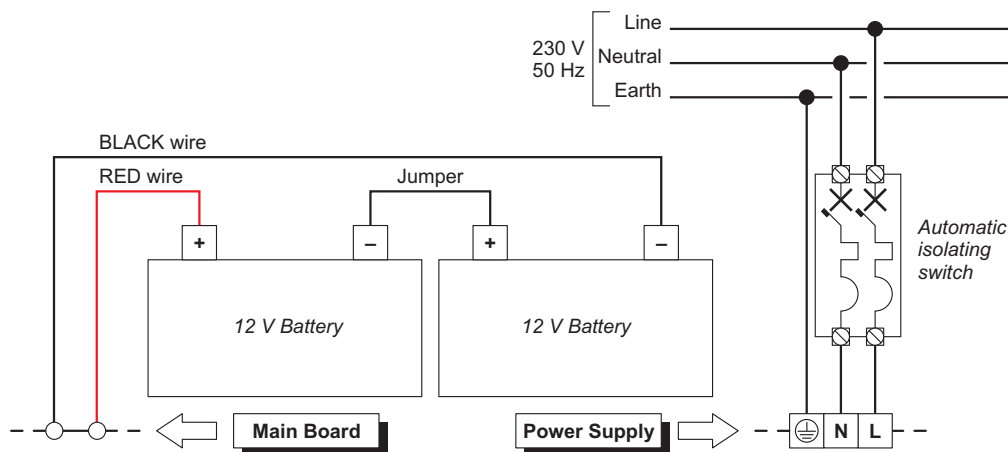 Line
230 V
50 Hz
Neutral
Earth
BLACK wire
RED wire
Jumper
+
–
+
–
12 V Battery
12 V Battery
Automatic
isolating
switch
Main Board
Power Supply
N
L